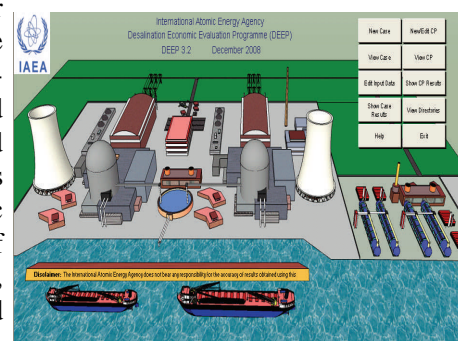 International Atomic Energy Agency
Desalination Economic Evaluation Programme (DEEP)
DEEP 3.2 December 2008
IAEA
New Case
New/Edit CP
View Case
View CP
Edit Input Data
Show CP Results
Show Case Results
View Directories
Help
Exit
Disclaimer: The International Atomic Energy Agency does not bear any responsibility for the accuracy of results obtained using this